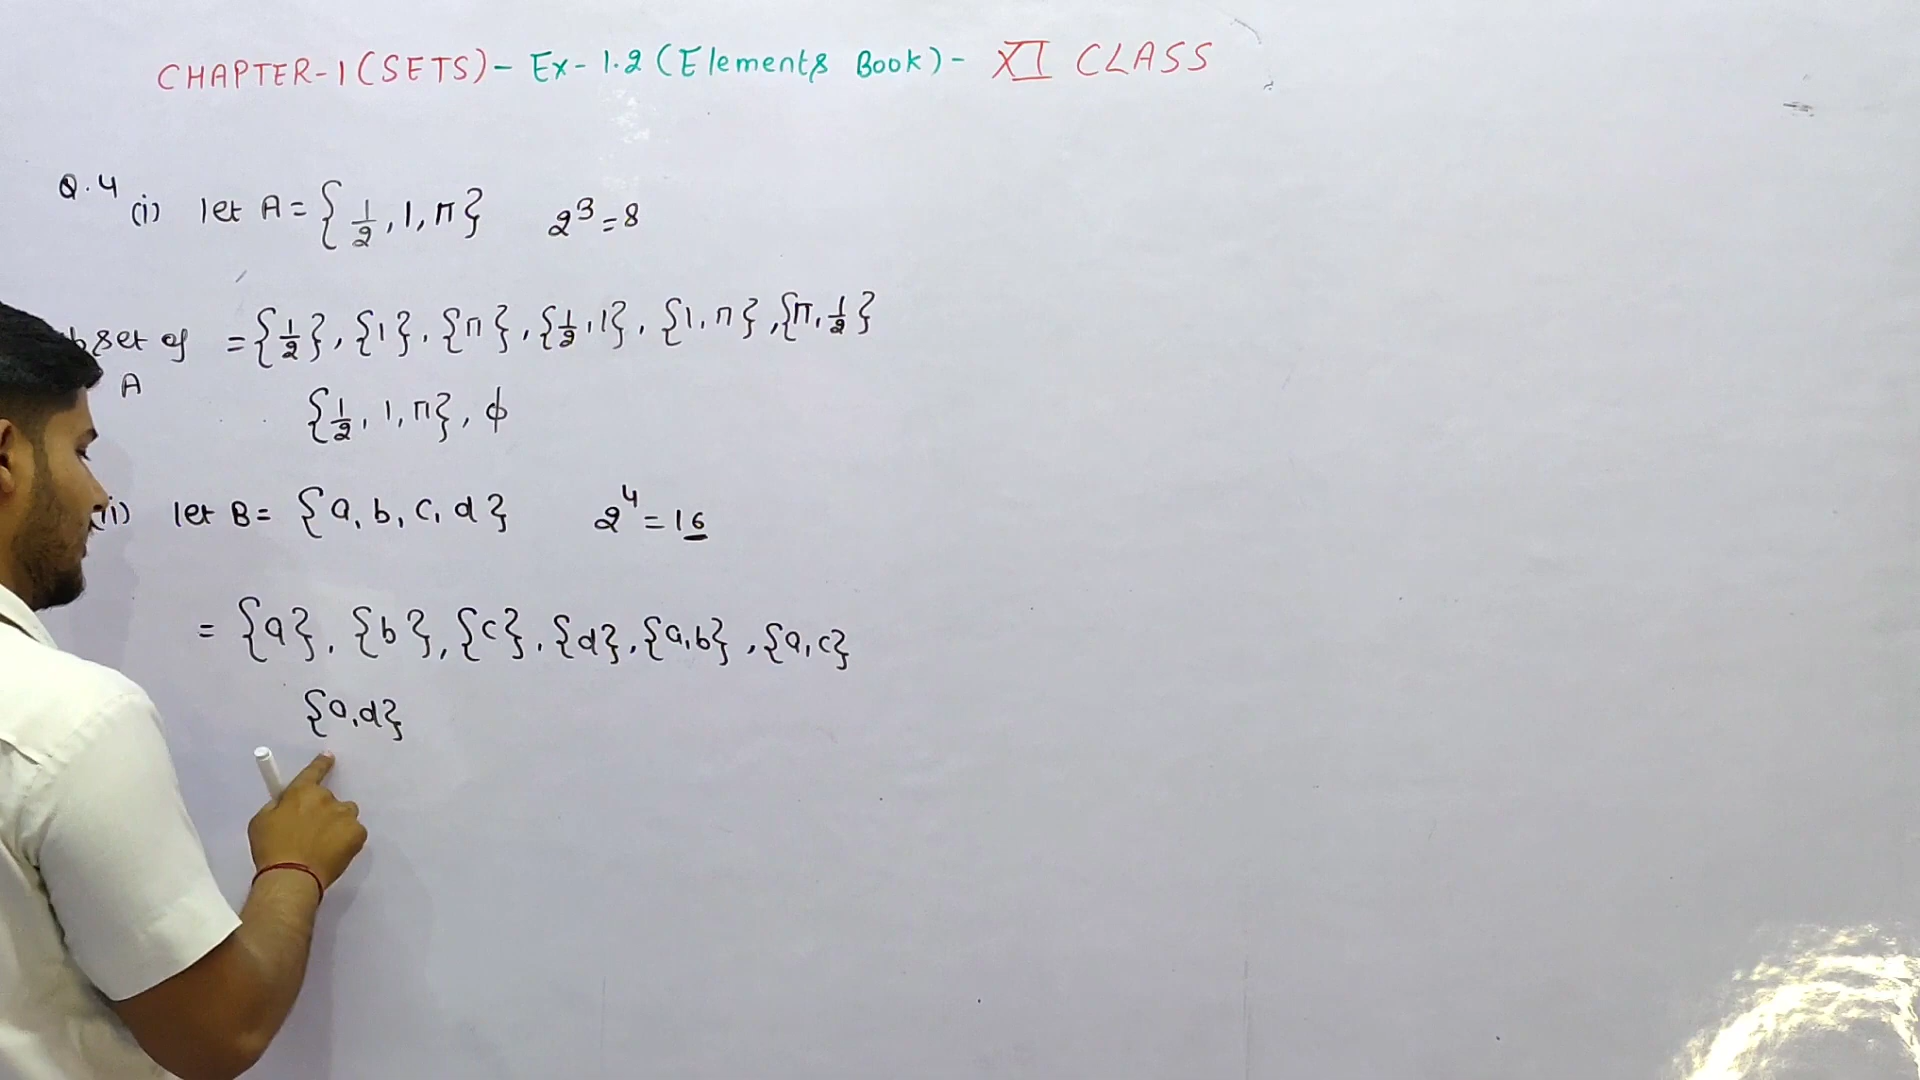 CHAPTER-1 (SETS) - Ex-1.2 (Elements Book) - XI CLASS
Q.4
(i) let A = { 1/2, 1, π } 2³ = 8
set of = {1/2}, {1}, {π}, {1/2, 1}, {1, π}, {π, 1/2}
A
{1/2, 1, π}, ϕ
(ii) let B = {a, b, c, d} 2⁴ = 16
= {a}, {b}, {c}, {d}, {a,b}, {a,c}
{a,d}